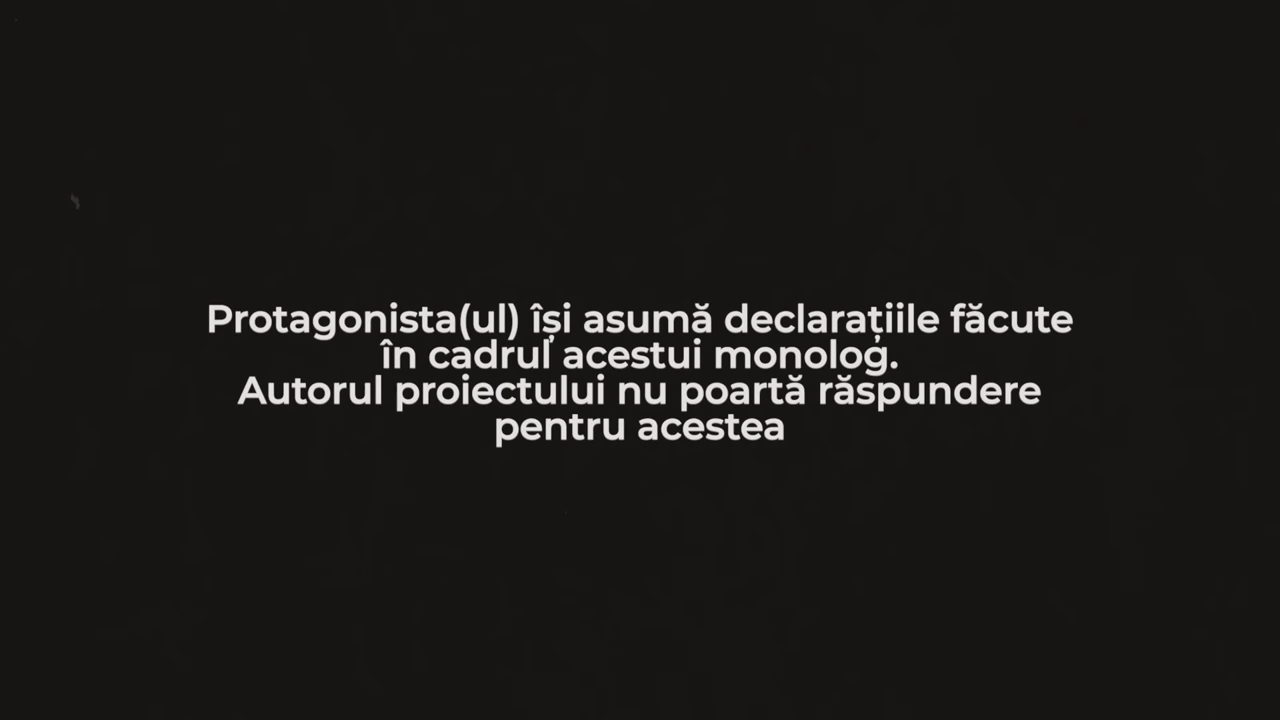 Protagonista(ul) își asumă declarațiile făcute
în cadrul acestui monolog.
Autorul proiectului nu poartă răspundere
pentru acestea